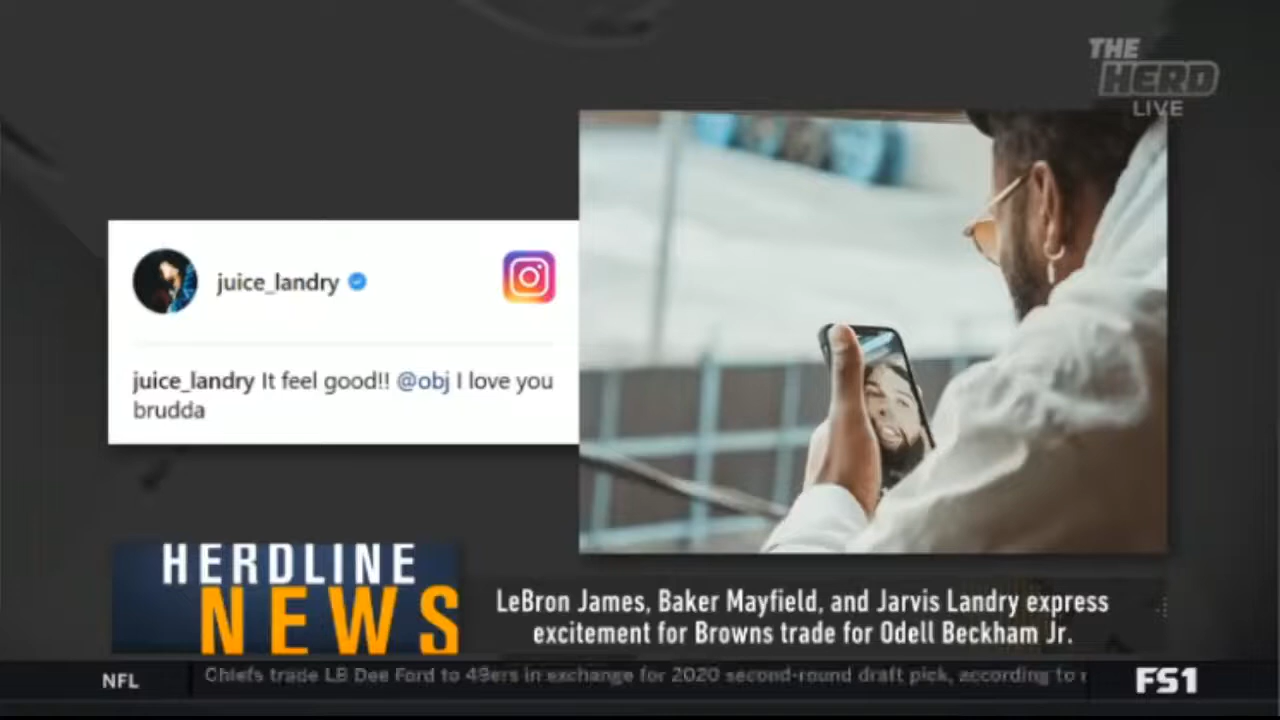 THE
HERD
LIVE
juice_landry
juice_landry It feel good!! @obj I love you
brudda
HERDLINE
NEWS
LeBron James, Baker Mayfield, and Jarvis Landry express
excitement for Browns trade for Odell Beckham Jr.
NFL
Chiefs trade LB Dee Ford to 49ers in exchange for 2020 second-round draft pick, according to
FS1